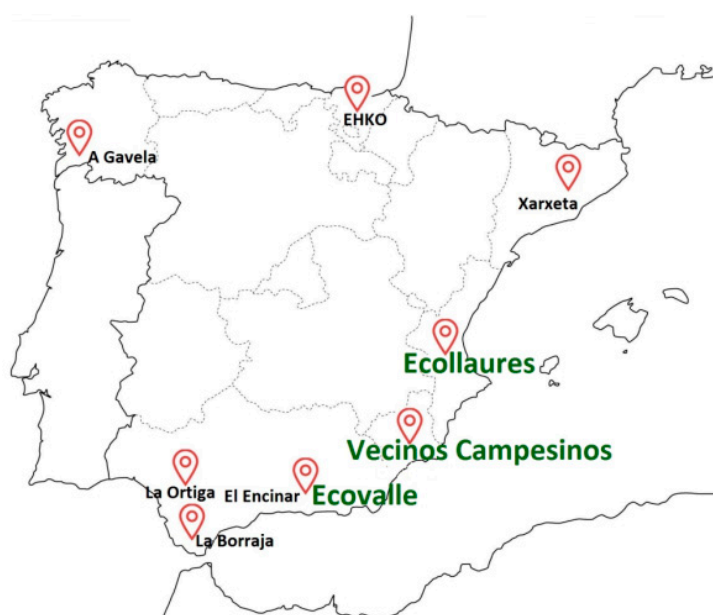 EHKO
A Gavela
Xarxeta
Ecollaures
Vecinos Campesinos
La Ortiga
El Encinar
Ecovalle
La Borraja